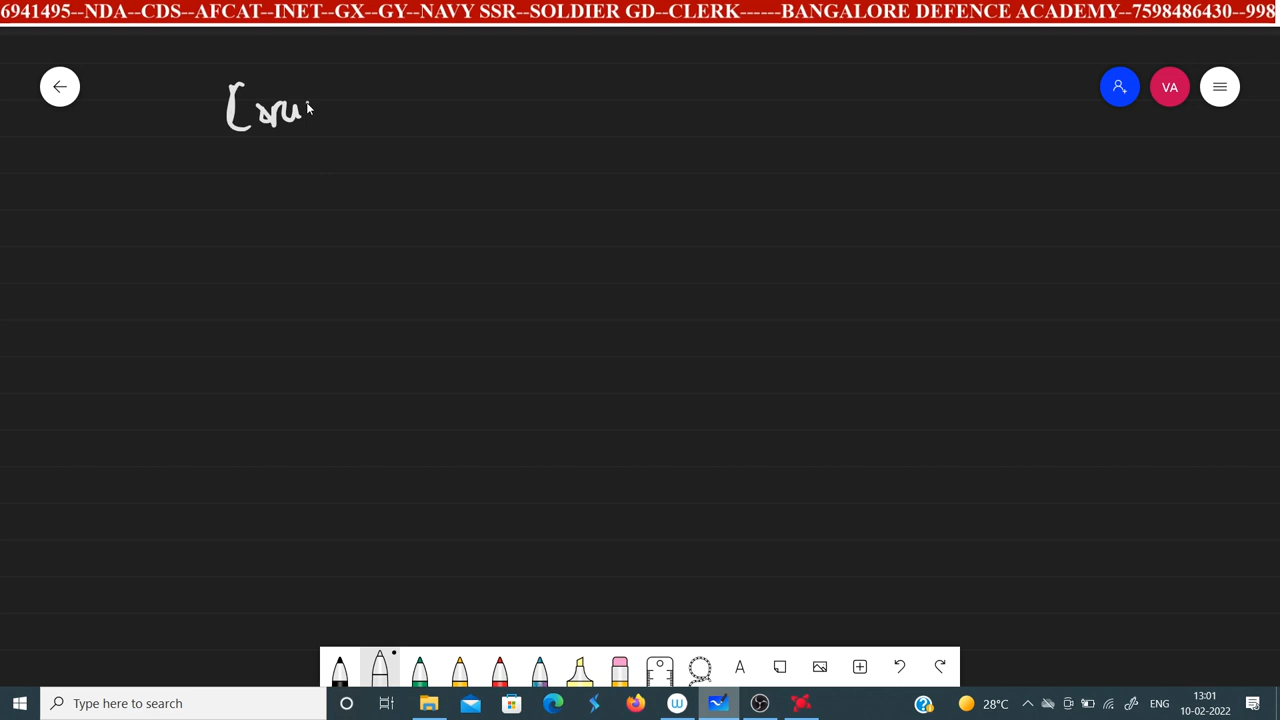 6941495--NDA--CDS--AFCAT--INET--GX--GY--NAVY SSR--SOLDIER GD--CLERK------BANGALORE DEFENCE ACADEMY--7598486430--998
VA
A
Type here to search
28°C
ENG
13:01
10-02-2022